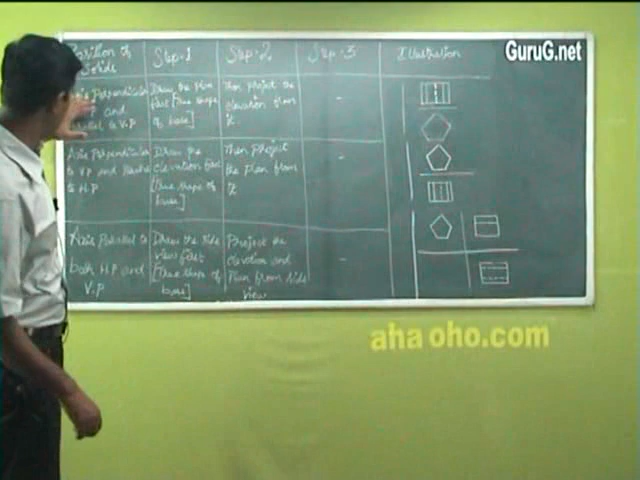 Position of Solids
Step-1
Step-2
Step-3
Illustration
GuruG.net
Axis Perpendicular
P and
Parallel to V.P
Draw the Plan
first [True shape
of base]
Then project the
elevation from
it
-
Axis Perpendicular
to V.P and
to H.P
Draw the
elevation first
[True shape of
base]
Then Project
the plan from
it
-
Axis Parallel to
both H.P and
V.P
Draw the side
view first
[True shape of
base]
Project the
elevation and
Plan from side
view
-
aha oho.com